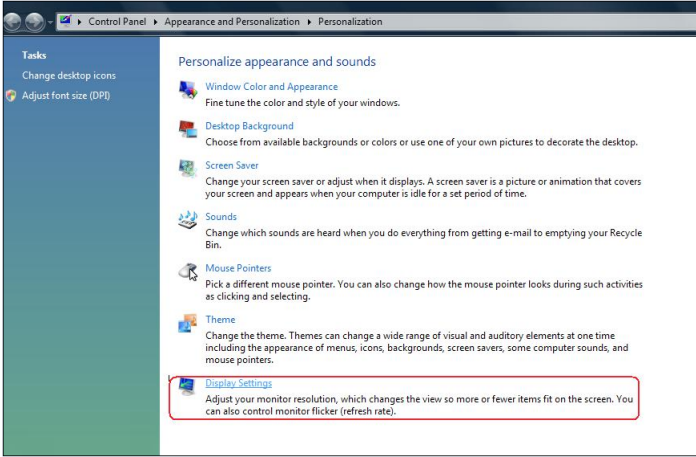 Control Panel ▸ Appearance and Personalization ▸ Personalization
Tasks
Change desktop icons
Adjust font size (DPI)
Personalize appearance and sounds
Window Color and Appearance
Fine tune the color and style of your windows.
Desktop Background
Choose from available backgrounds or colors or use one of your own pictures to decorate the desktop.
Screen Saver
Change your screen saver or adjust when it displays. A screen saver is a picture or animation that covers
your screen and appears when your computer is idle for a set period of time.
Sounds
Change which sounds are heard when you do everything from getting e-mail to emptying your Recycle
Bin.
Mouse Pointers
Pick a different mouse pointer. You can also change how the mouse pointer looks during such activities
as clicking and selecting.
Theme
Change the theme. Themes can change a wide range of visual and auditory elements at one time
including the appearance of menus, icons, backgrounds, screen savers, some computer sounds, and
mouse pointers.
Display Settings
Adjust your monitor resolution, which changes the view so more or fewer items fit on the screen. You
can also control monitor flicker (refresh rate).